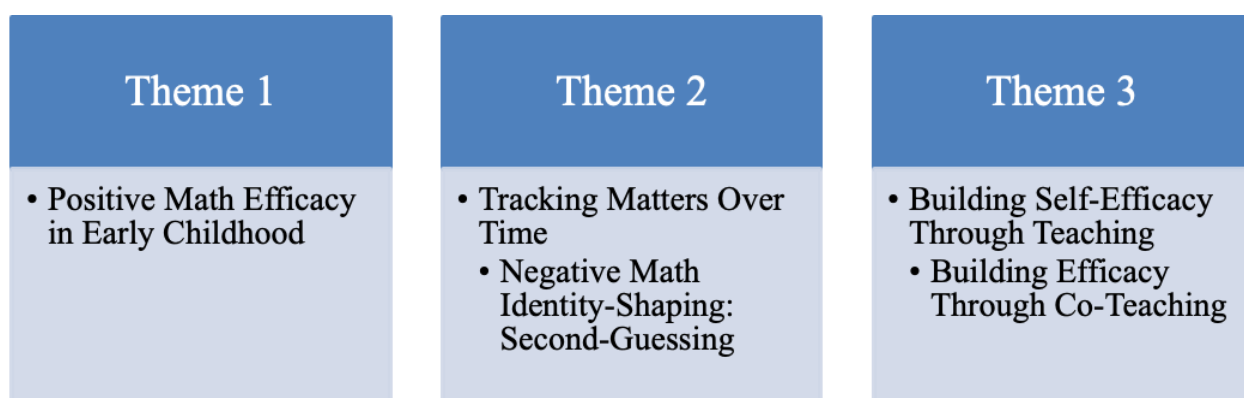 Theme 1
• Positive Math Efficacy
in Early Childhood
Theme 2
• Tracking Matters Over
Time
• Negative Math
Identity-Shaping:
Second-Guessing
Theme 3
• Building Self-Efficacy
Through Teaching
• Building Efficacy
Through Co-Teaching